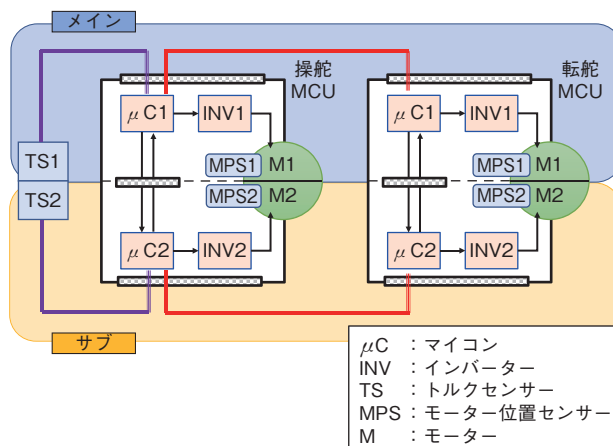 メイン
操舵
MCU
転舵
MCU
μC1
INV1
μC1
INV1
TS1
TS2
MPS1
M1
MPS2
M2
MPS1
M1
MPS2
M2
μC2
INV2
μC2
INV2
サブ
μC :マイコン
INV :インバーター
TS :トルクセンサー
MPS :モーター位置センサー
M :モーター